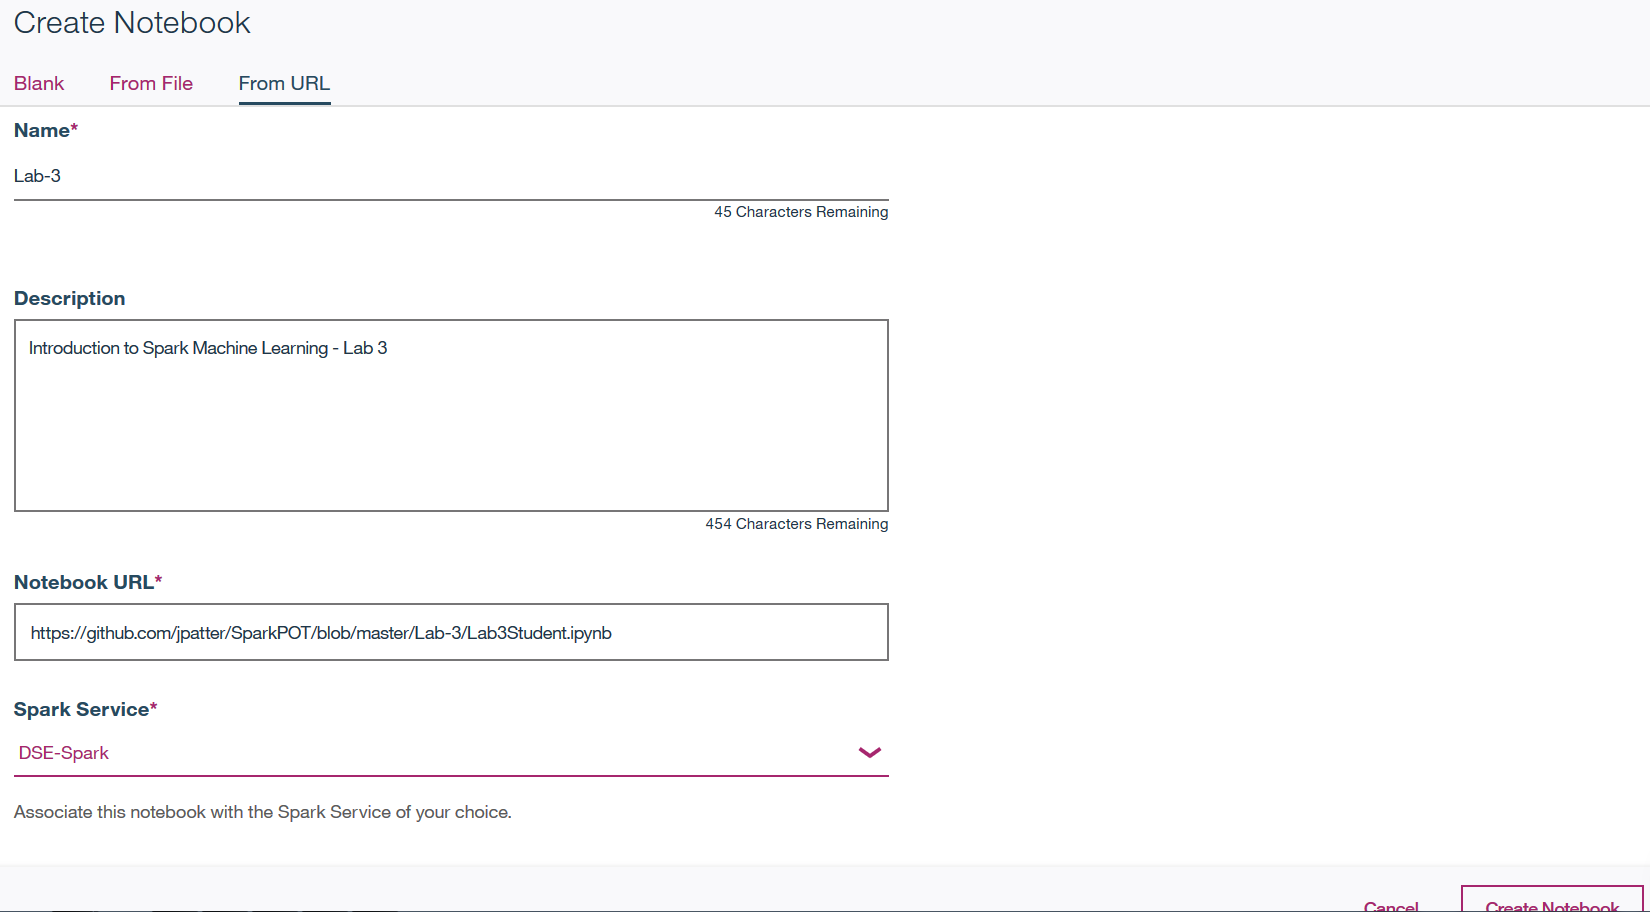 Create Notebook
Blank From File From URL
Name*
Lab-3
45 Characters Remaining
Description
Introduction to Spark Machine Learning - Lab 3
454 Characters Remaining
Notebook URL*
https://github.com/jpatter/SparkPOT/blob/master/Lab-3/Lab3Student.ipynb
Spark Service*
DSE-Spark
Associate this notebook with the Spark Service of your choice.
Cancel Create Notebook